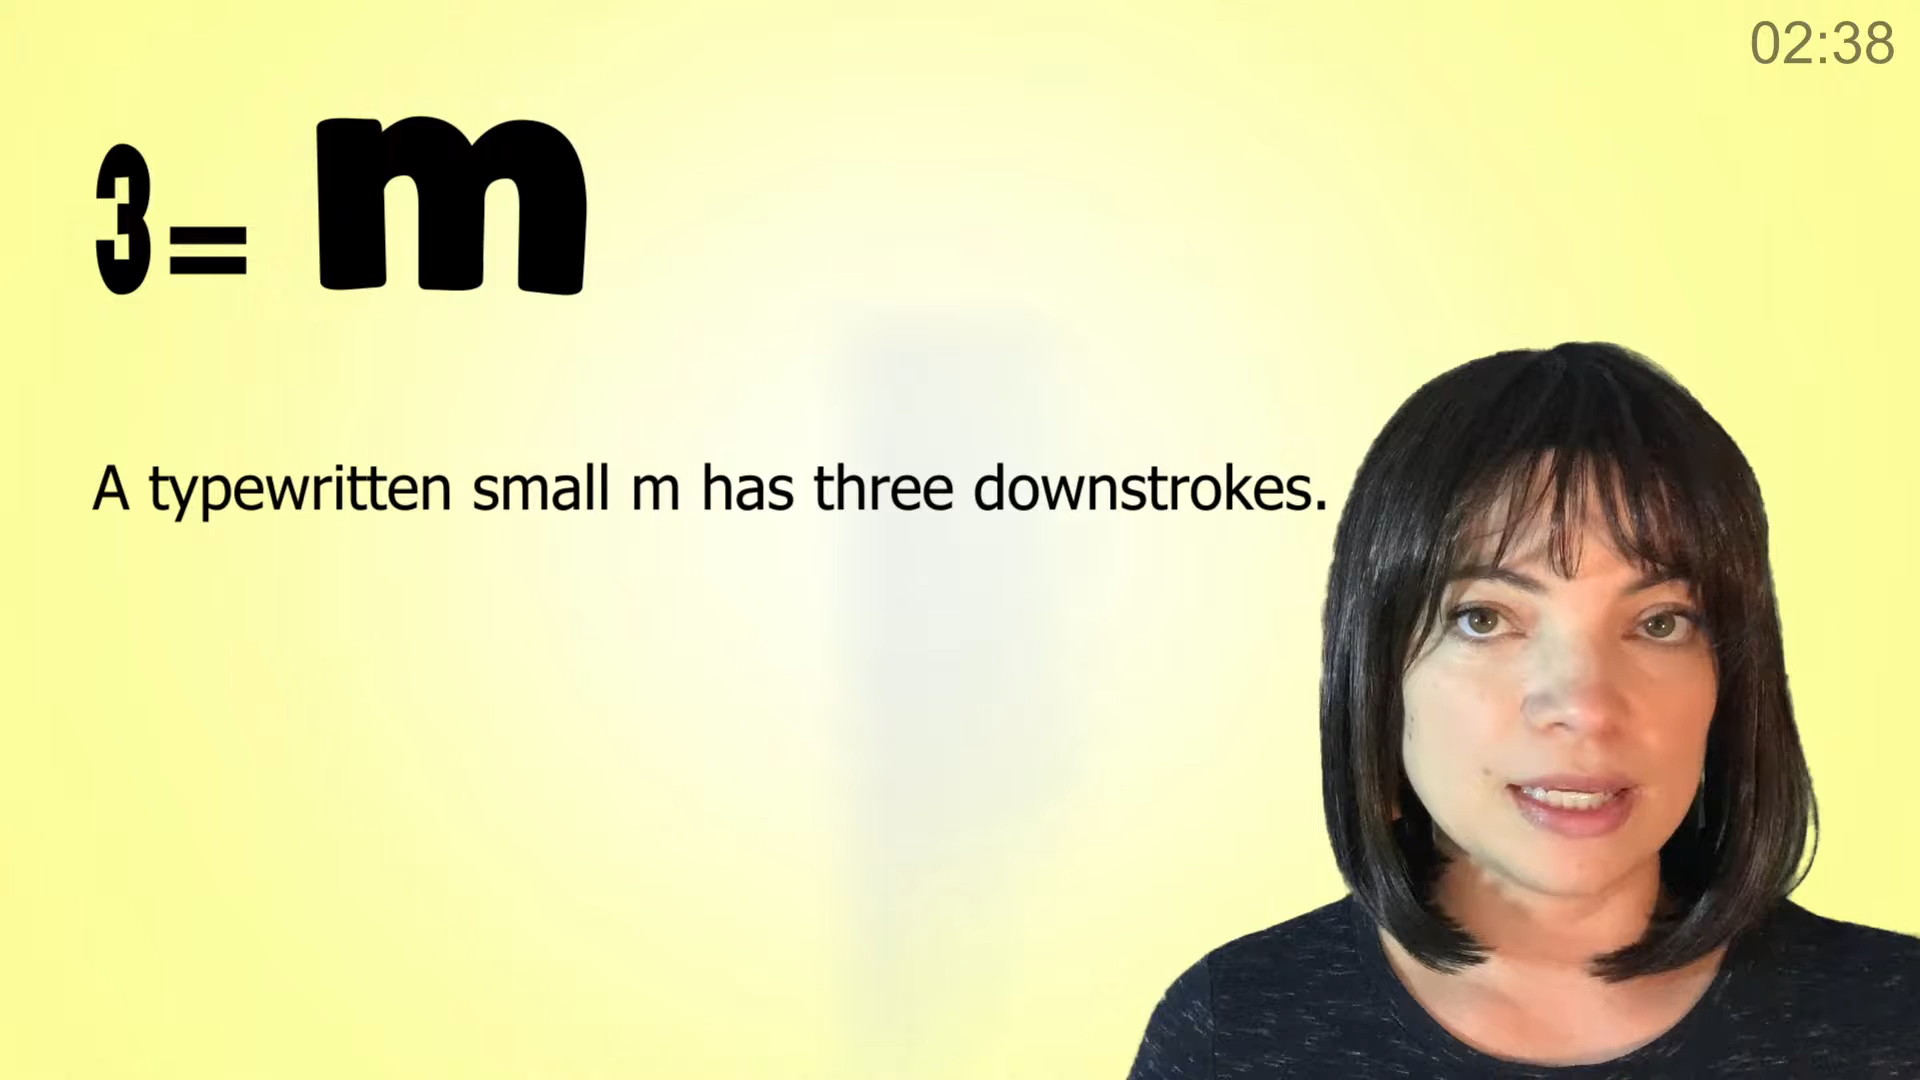 02:38
3= m
A typewritten small m has three downstrokes.